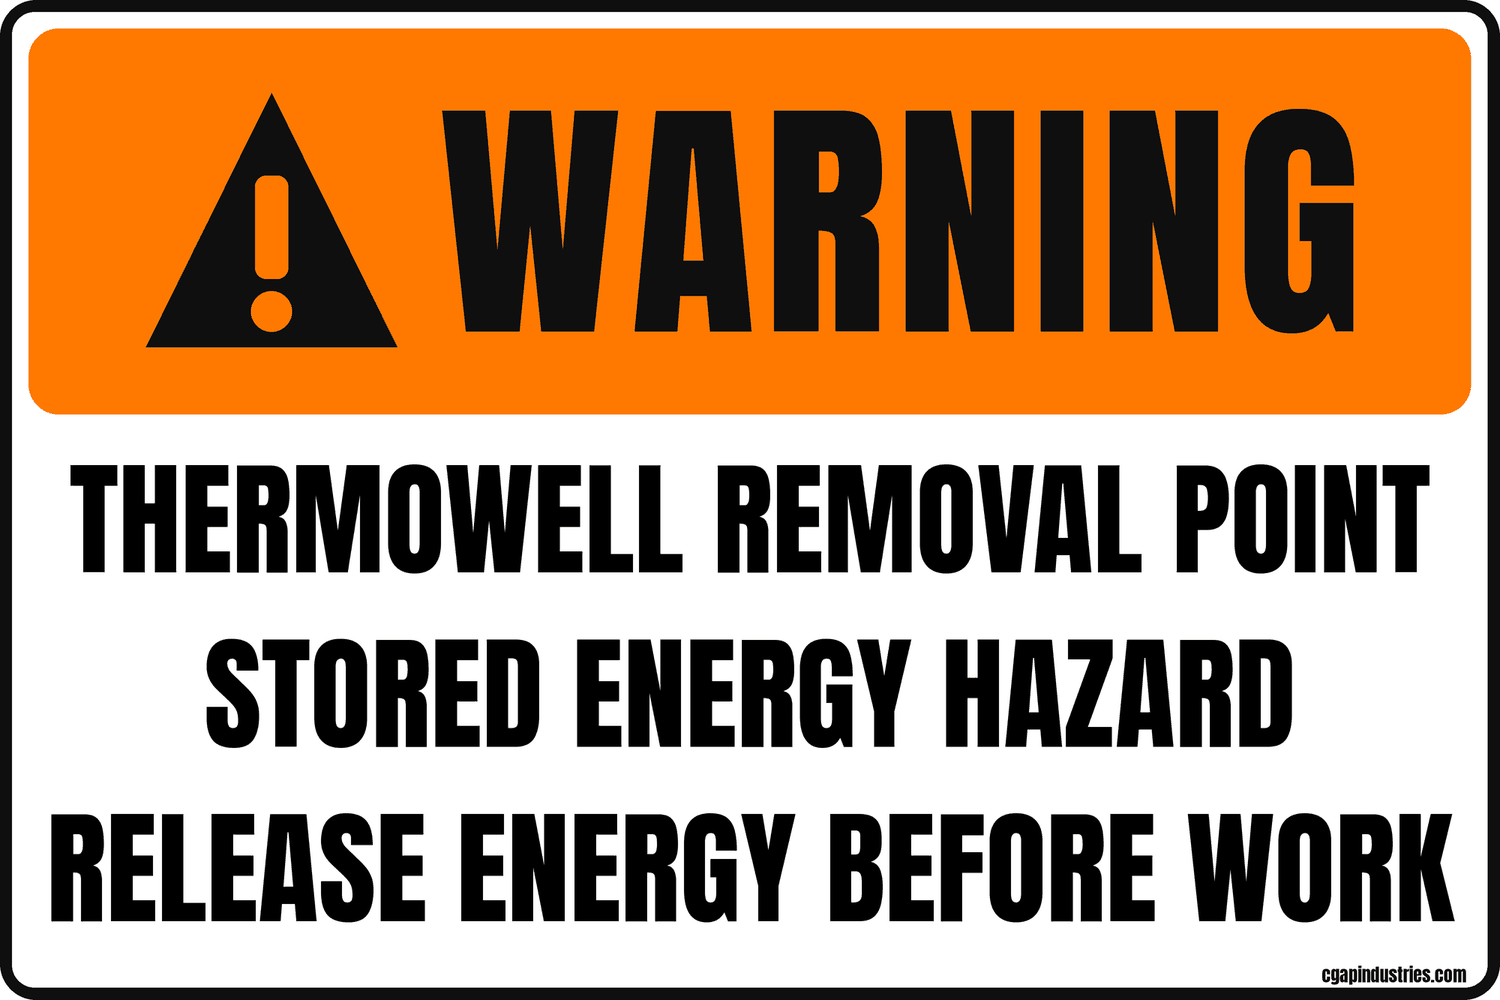 WARNING
THERMOWELL REMOVAL POINT
STORED ENERGY HAZARD
RELEASE ENERGY BEFORE WORK
cgapindustries.com